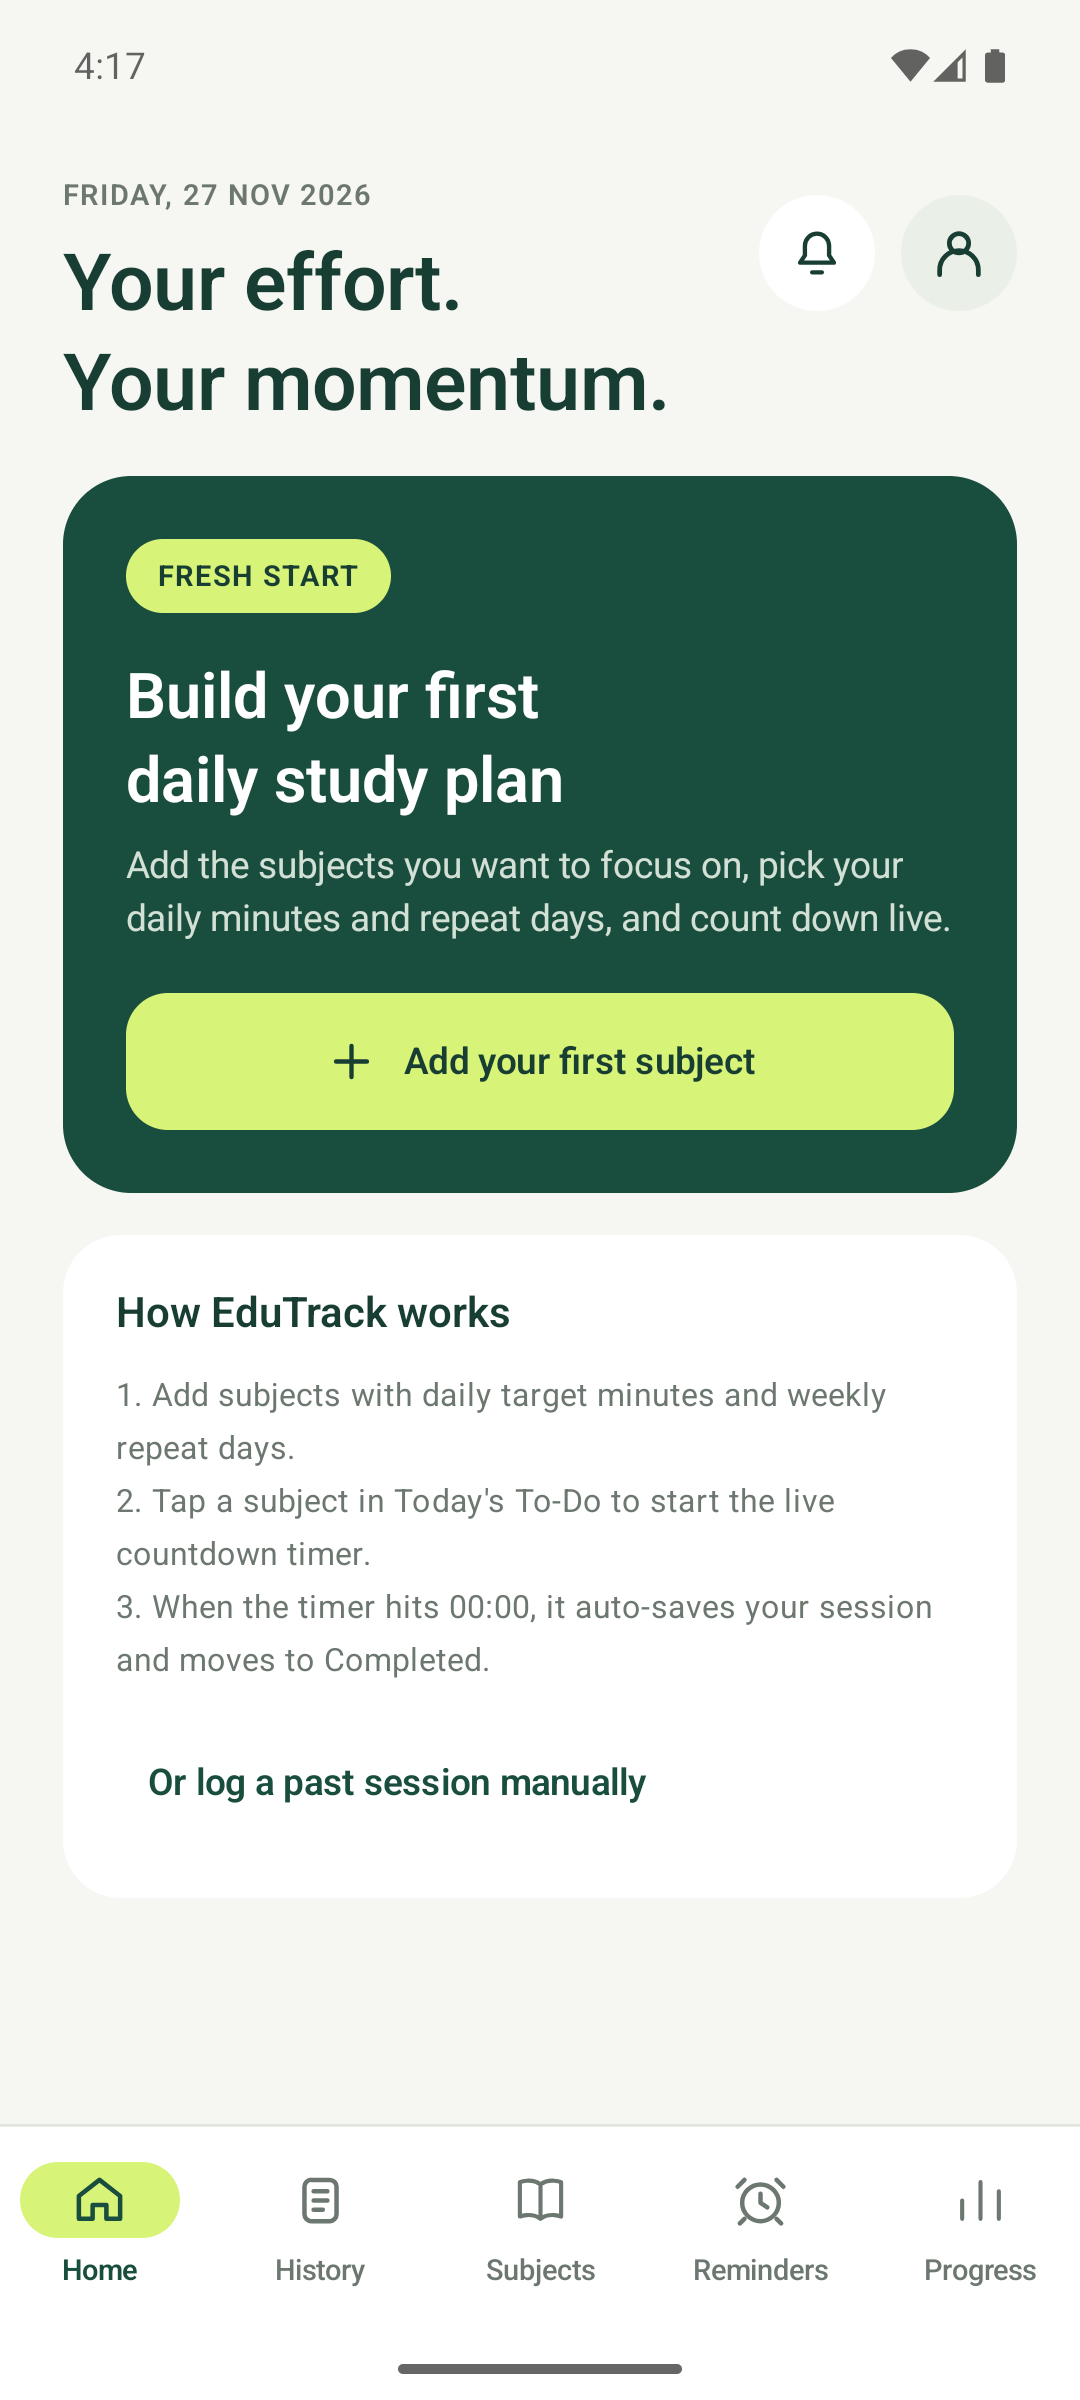 4:17
FRIDAY, 27 NOV 2026
Your effort.
Your momentum.
FRESH START
Build your first
daily study plan
Add the subjects you want to focus on, pick your
daily minutes and repeat days, and count down live.
Add your first subject
How EduTrack works
1. Add subjects with daily target minutes and weekly
repeat days.
2. Tap a subject in Today's To-Do to start the live
countdown timer.
3. When the timer hits 00:00, it auto-saves your session
and moves to Completed.
Or log a past session manually
Home
History
Subjects
Reminders
Progress